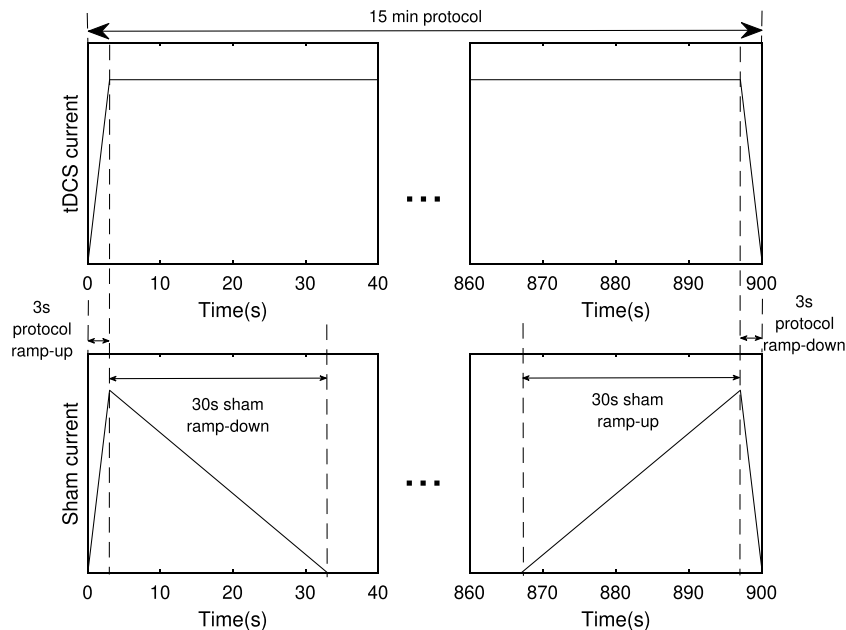 15 min protocol
tDCS current
...
0 10 20 30 40
860 870 880 890 900
Time(s)
Time(s)
3s
protocol
ramp-up
3s
protocol
ramp-down
30s sham
ramp-down
30s sham
ramp-up
Sham current
...
0 10 20 30 40
860 870 880 890 900
Time(s)
Time(s)